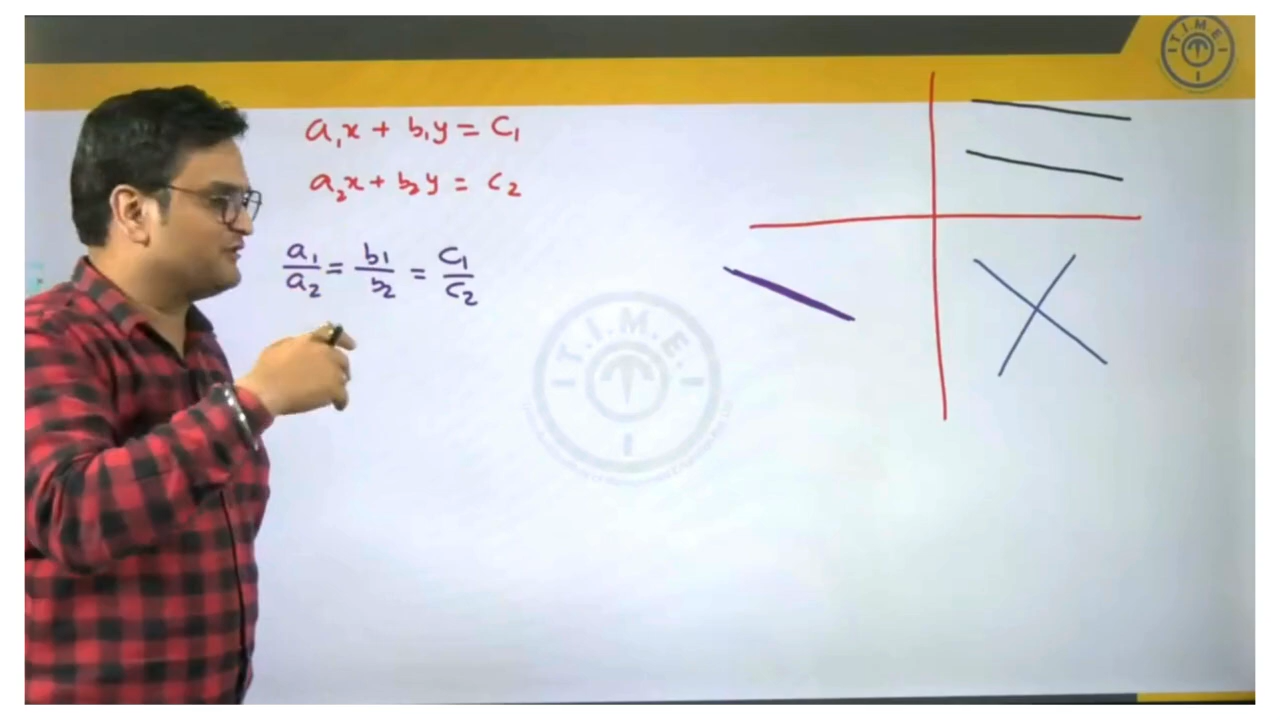 a₁x + b₁y = C₁
a₂x + b₂y = C₂
a₁/a₂ = b₁/b₂ = C₁/C₂
T.I.M.E.
T.I.M.E.